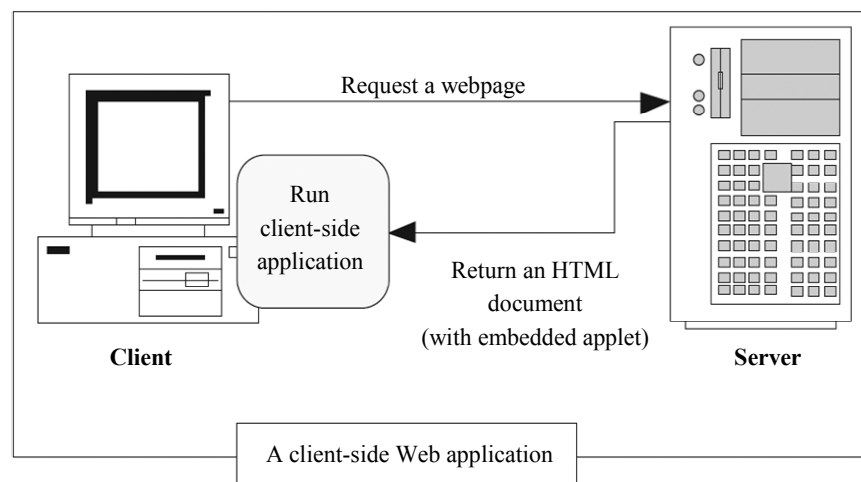 Request a webpage
Run
client-side
application
Return an HTML
document
(with embedded applet)
Client
Server
A client-side Web application